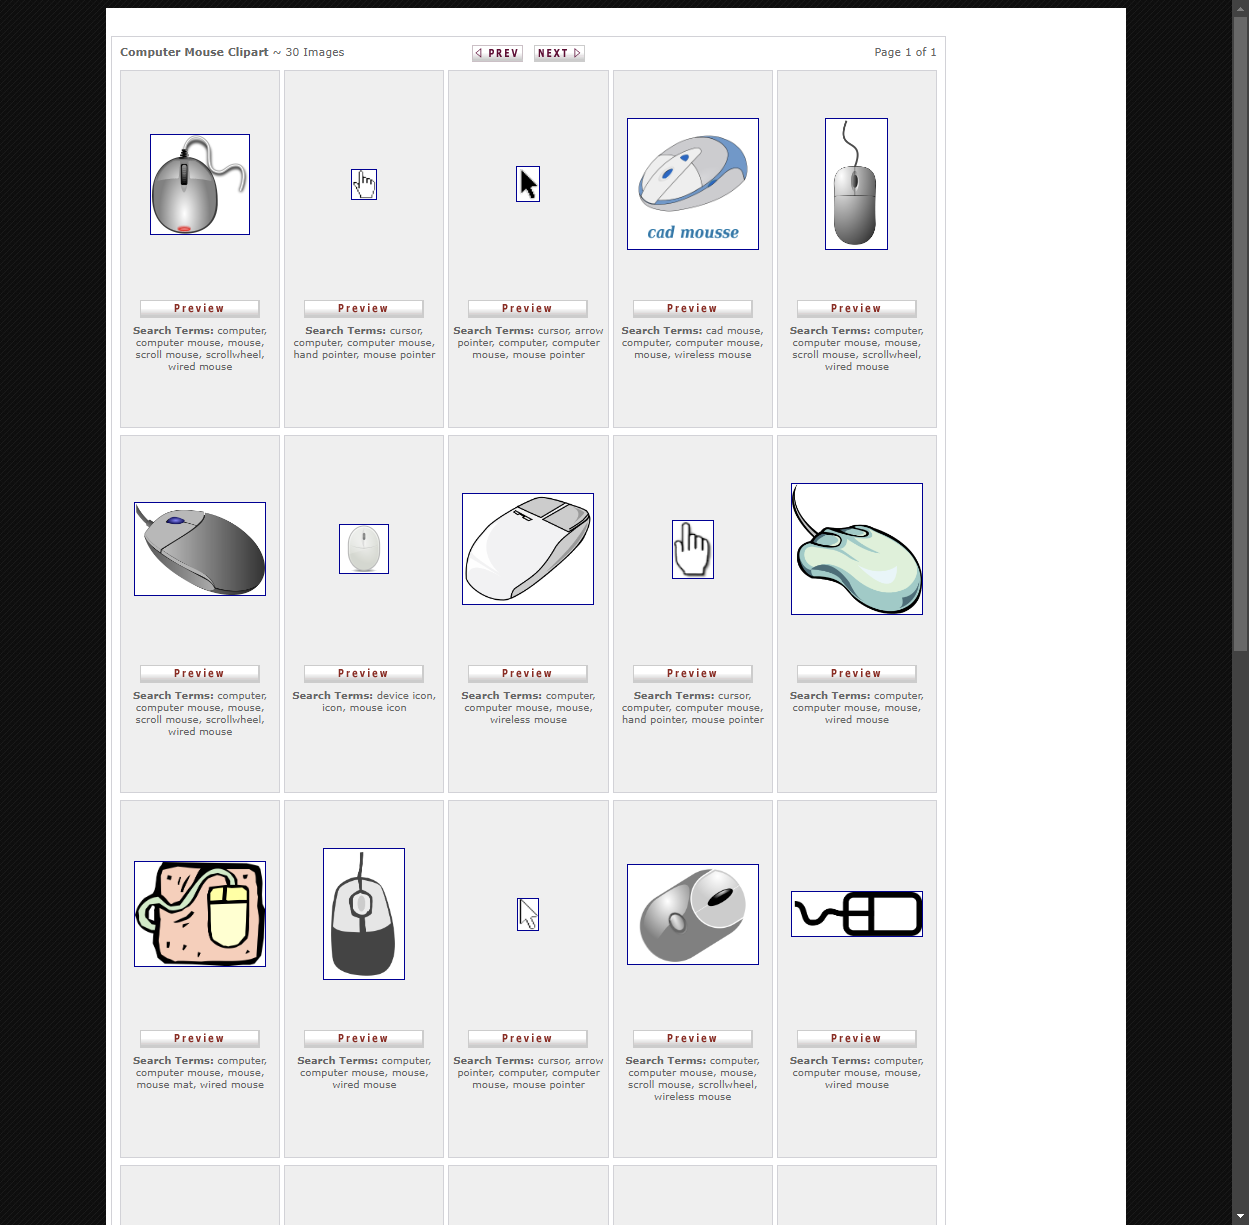 Computer Mouse Clipart ~ 30 Images
PREV NEXT
Page 1 of 1
cad mousse
Preview
Search Terms: computer,
computer mouse, mouse,
scroll mouse, scrollwheel,
wired mouse
Preview
Search Terms: cursor,
computer, computer mouse,
hand pointer, mouse pointer
Preview
Search Terms: cursor, arrow
pointer, computer, computer
mouse, mouse pointer
Preview
Search Terms: cad mouse,
computer, computer mouse,
mouse, wireless mouse
Preview
Search Terms: computer,
computer mouse, mouse,
scroll mouse, scrollwheel,
wired mouse
Preview
Search Terms: computer,
computer mouse, mouse,
scroll mouse, scrollwheel,
wired mouse
Preview
Search Terms: device icon,
icon, mouse icon
Preview
Search Terms: computer,
computer mouse, mouse,
wireless mouse
Preview
Search Terms: cursor,
computer, computer mouse,
hand pointer, mouse pointer
Preview
Search Terms: computer,
computer mouse, mouse,
wired mouse
Preview
Search Terms: computer,
computer mouse, mouse,
mouse mat, wired mouse
Preview
Search Terms: computer,
computer mouse, mouse,
wired mouse
Preview
Search Terms: cursor, arrow
pointer, computer, computer
mouse, mouse pointer
Preview
Search Terms: computer,
computer mouse, mouse,
scroll mouse, scrollwheel,
wireless mouse
Preview
Search Terms: computer,
computer mouse, mouse,
wired mouse